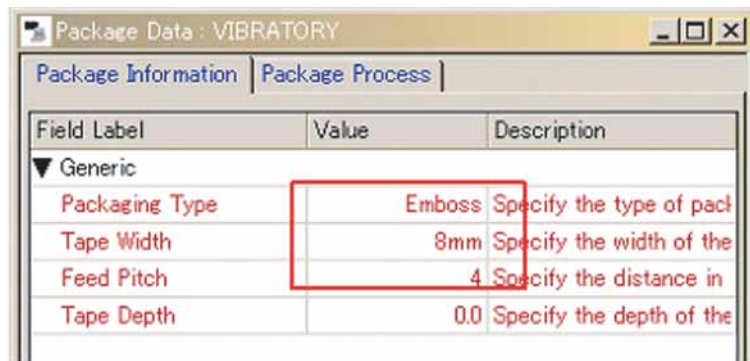 Package Data : VIBRATORY
Package Information Package Process
Field Label Value Description
Generic
Packaging Type Emboss Specify the type of pack
Tape Width 8mm Specify the width of the
Feed Pitch 4 Specify the distance in
Tape Depth 0.0 Specify the depth of the